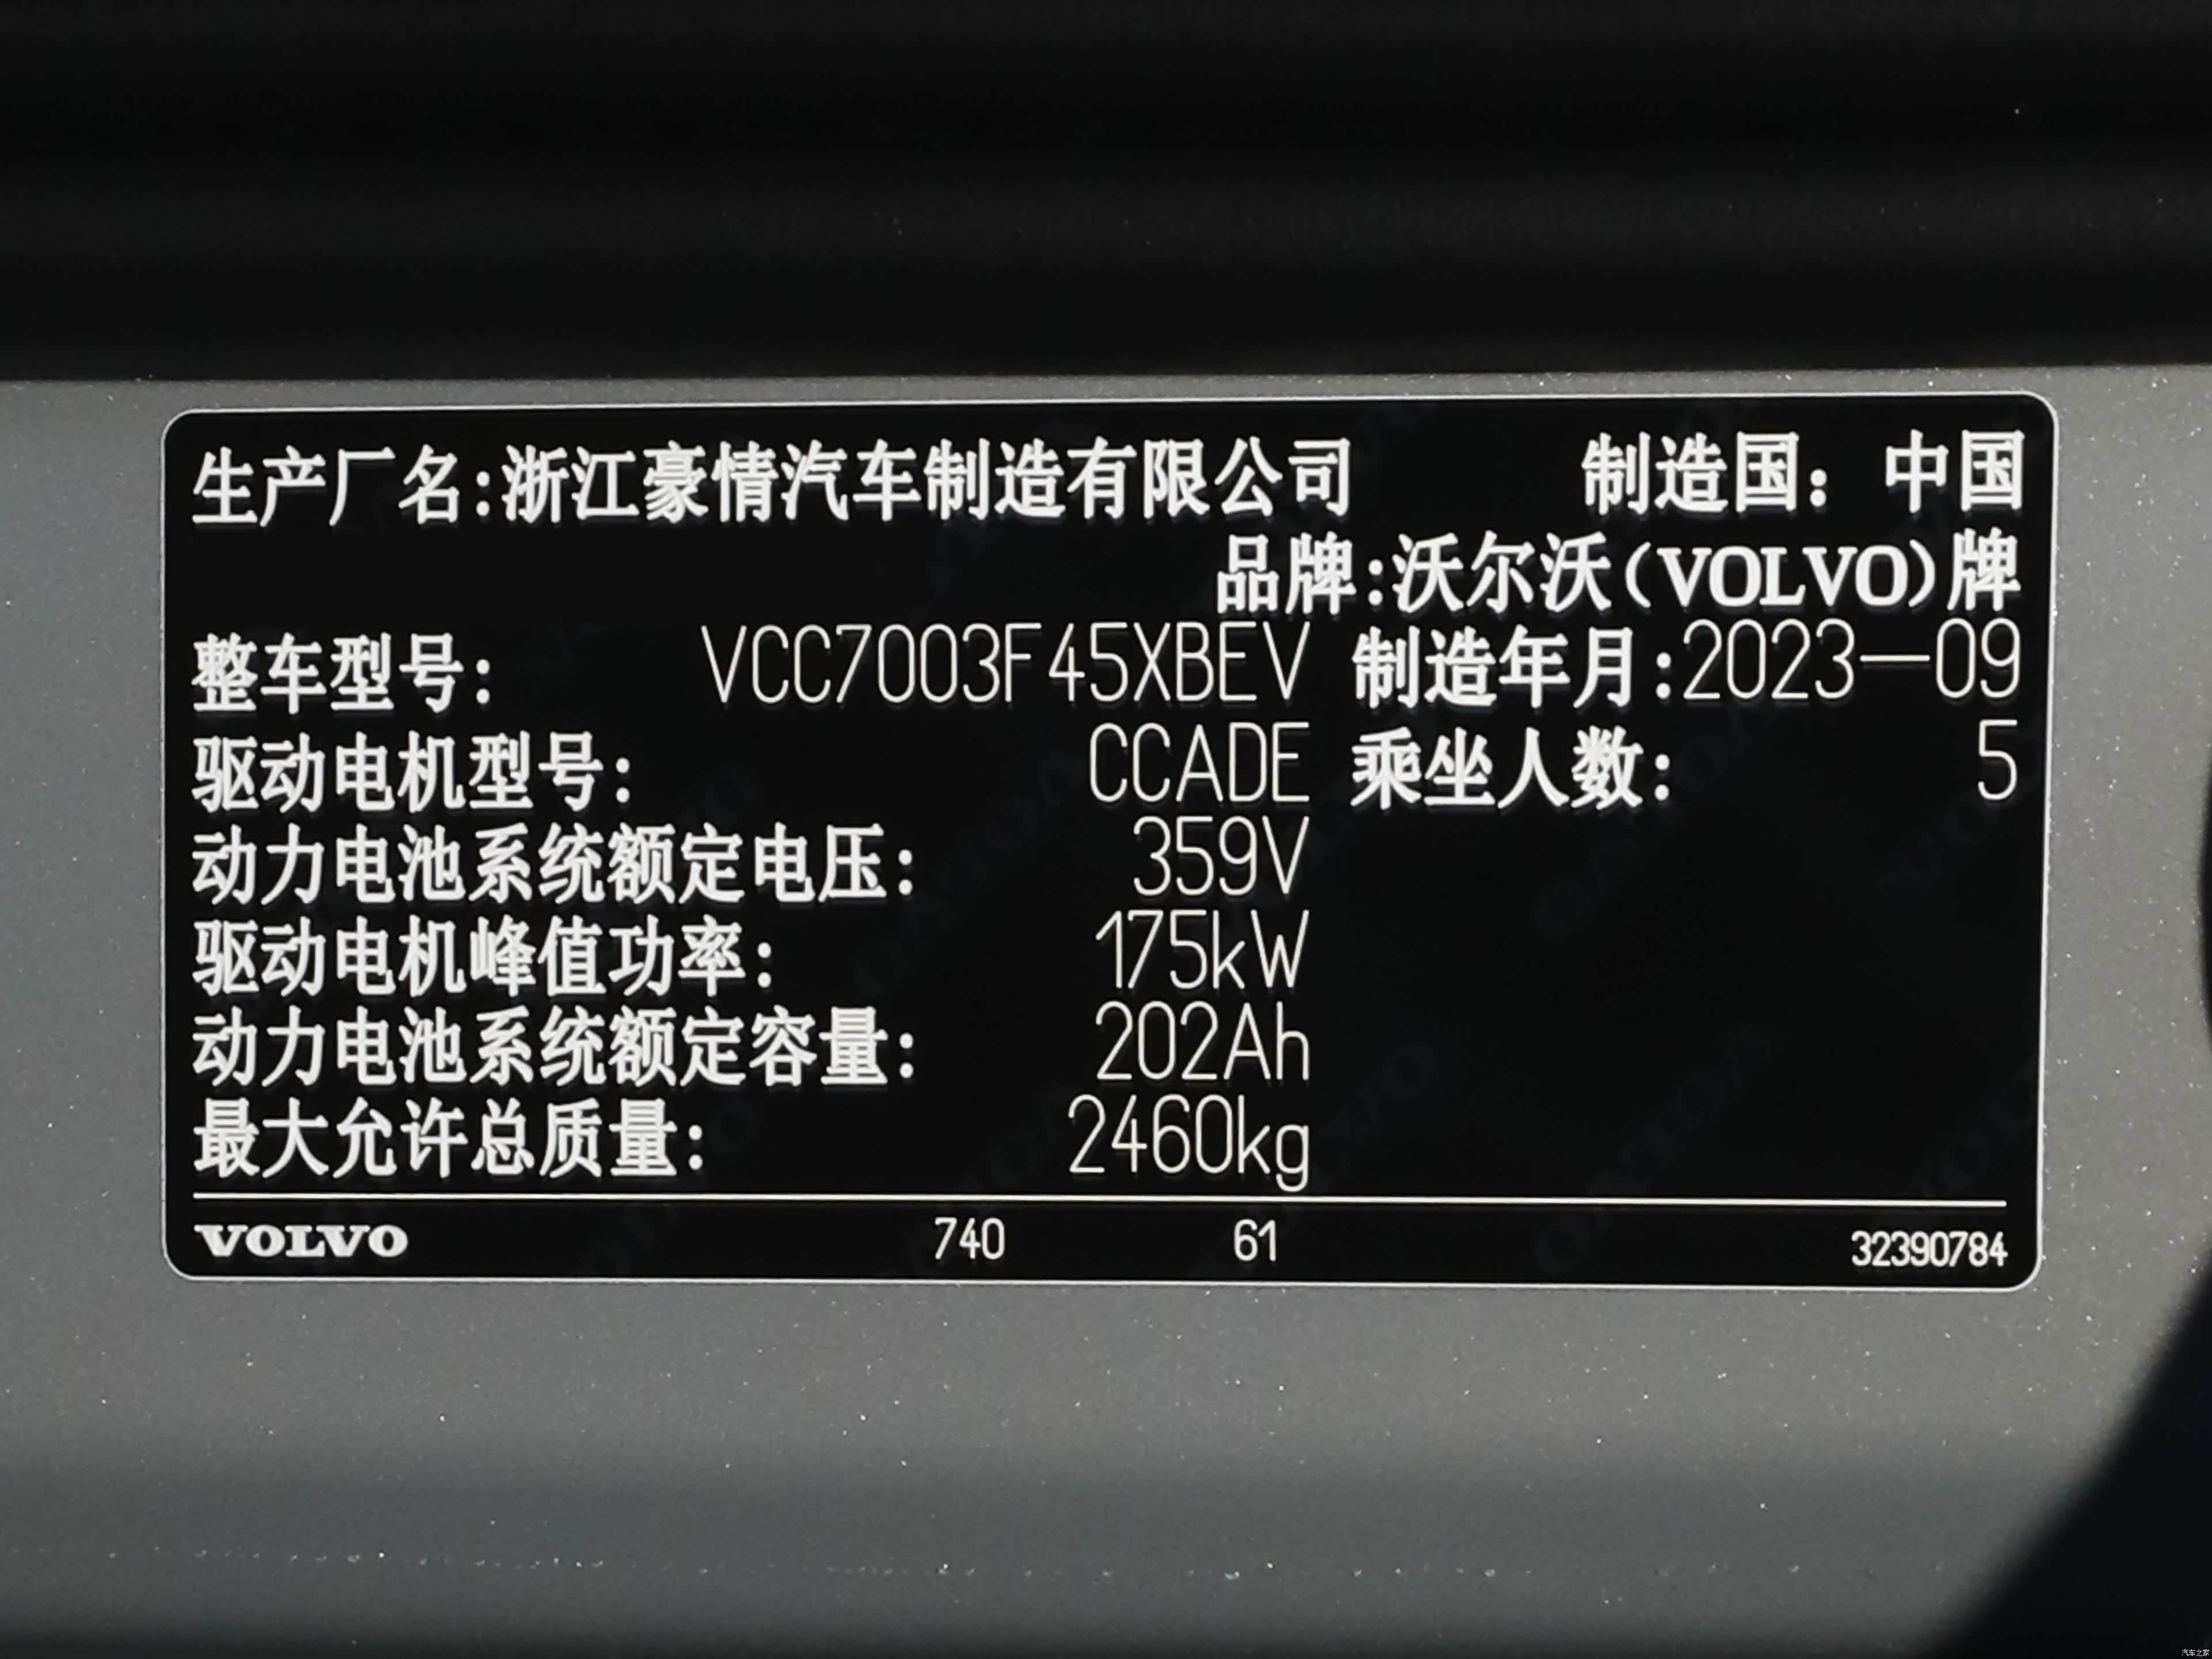 生产厂名:浙江豪情汽车制造有限公司 制造国: 中国
品牌:沃尔沃(VOLVO)牌
整车型号: VCC7003F45XBEV 制造年月:2023—09
驱动电机型号: CCADE 乘坐人数: 5
动力电池系统额定电压: 359V
驱动电机峰值功率: 175kW
动力电池系统额定容量: 202Ah
最大允许总质量: 2460kg
VOLVO 740 61 32390784
汽车之家